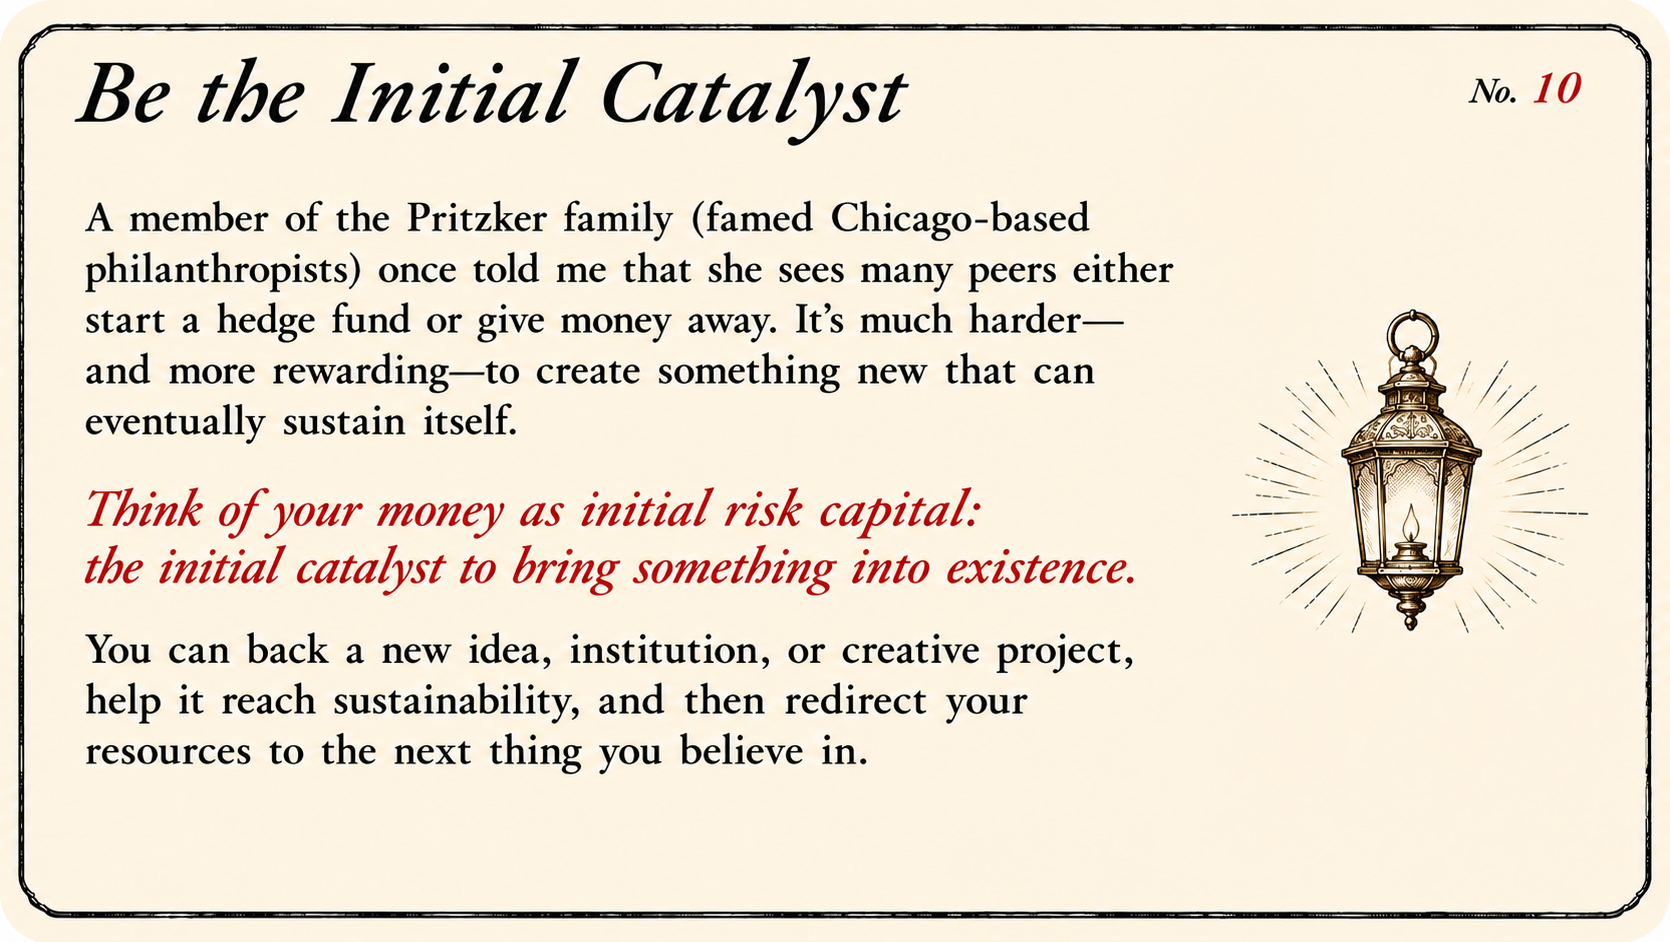 Be the Initial Catalyst
No. 10
A member of the Pritzker family (famed Chicago-based
philanthropists) once told me that she sees many peers either
start a hedge fund or give money away. It’s much harder—
and more rewarding—to create something new that can
eventually sustain itself.
Think of your money as initial risk capital:
the initial catalyst to bring something into existence.
You can back a new idea, institution, or creative project,
help it reach sustainability, and then redirect your
resources to the next thing you believe in.